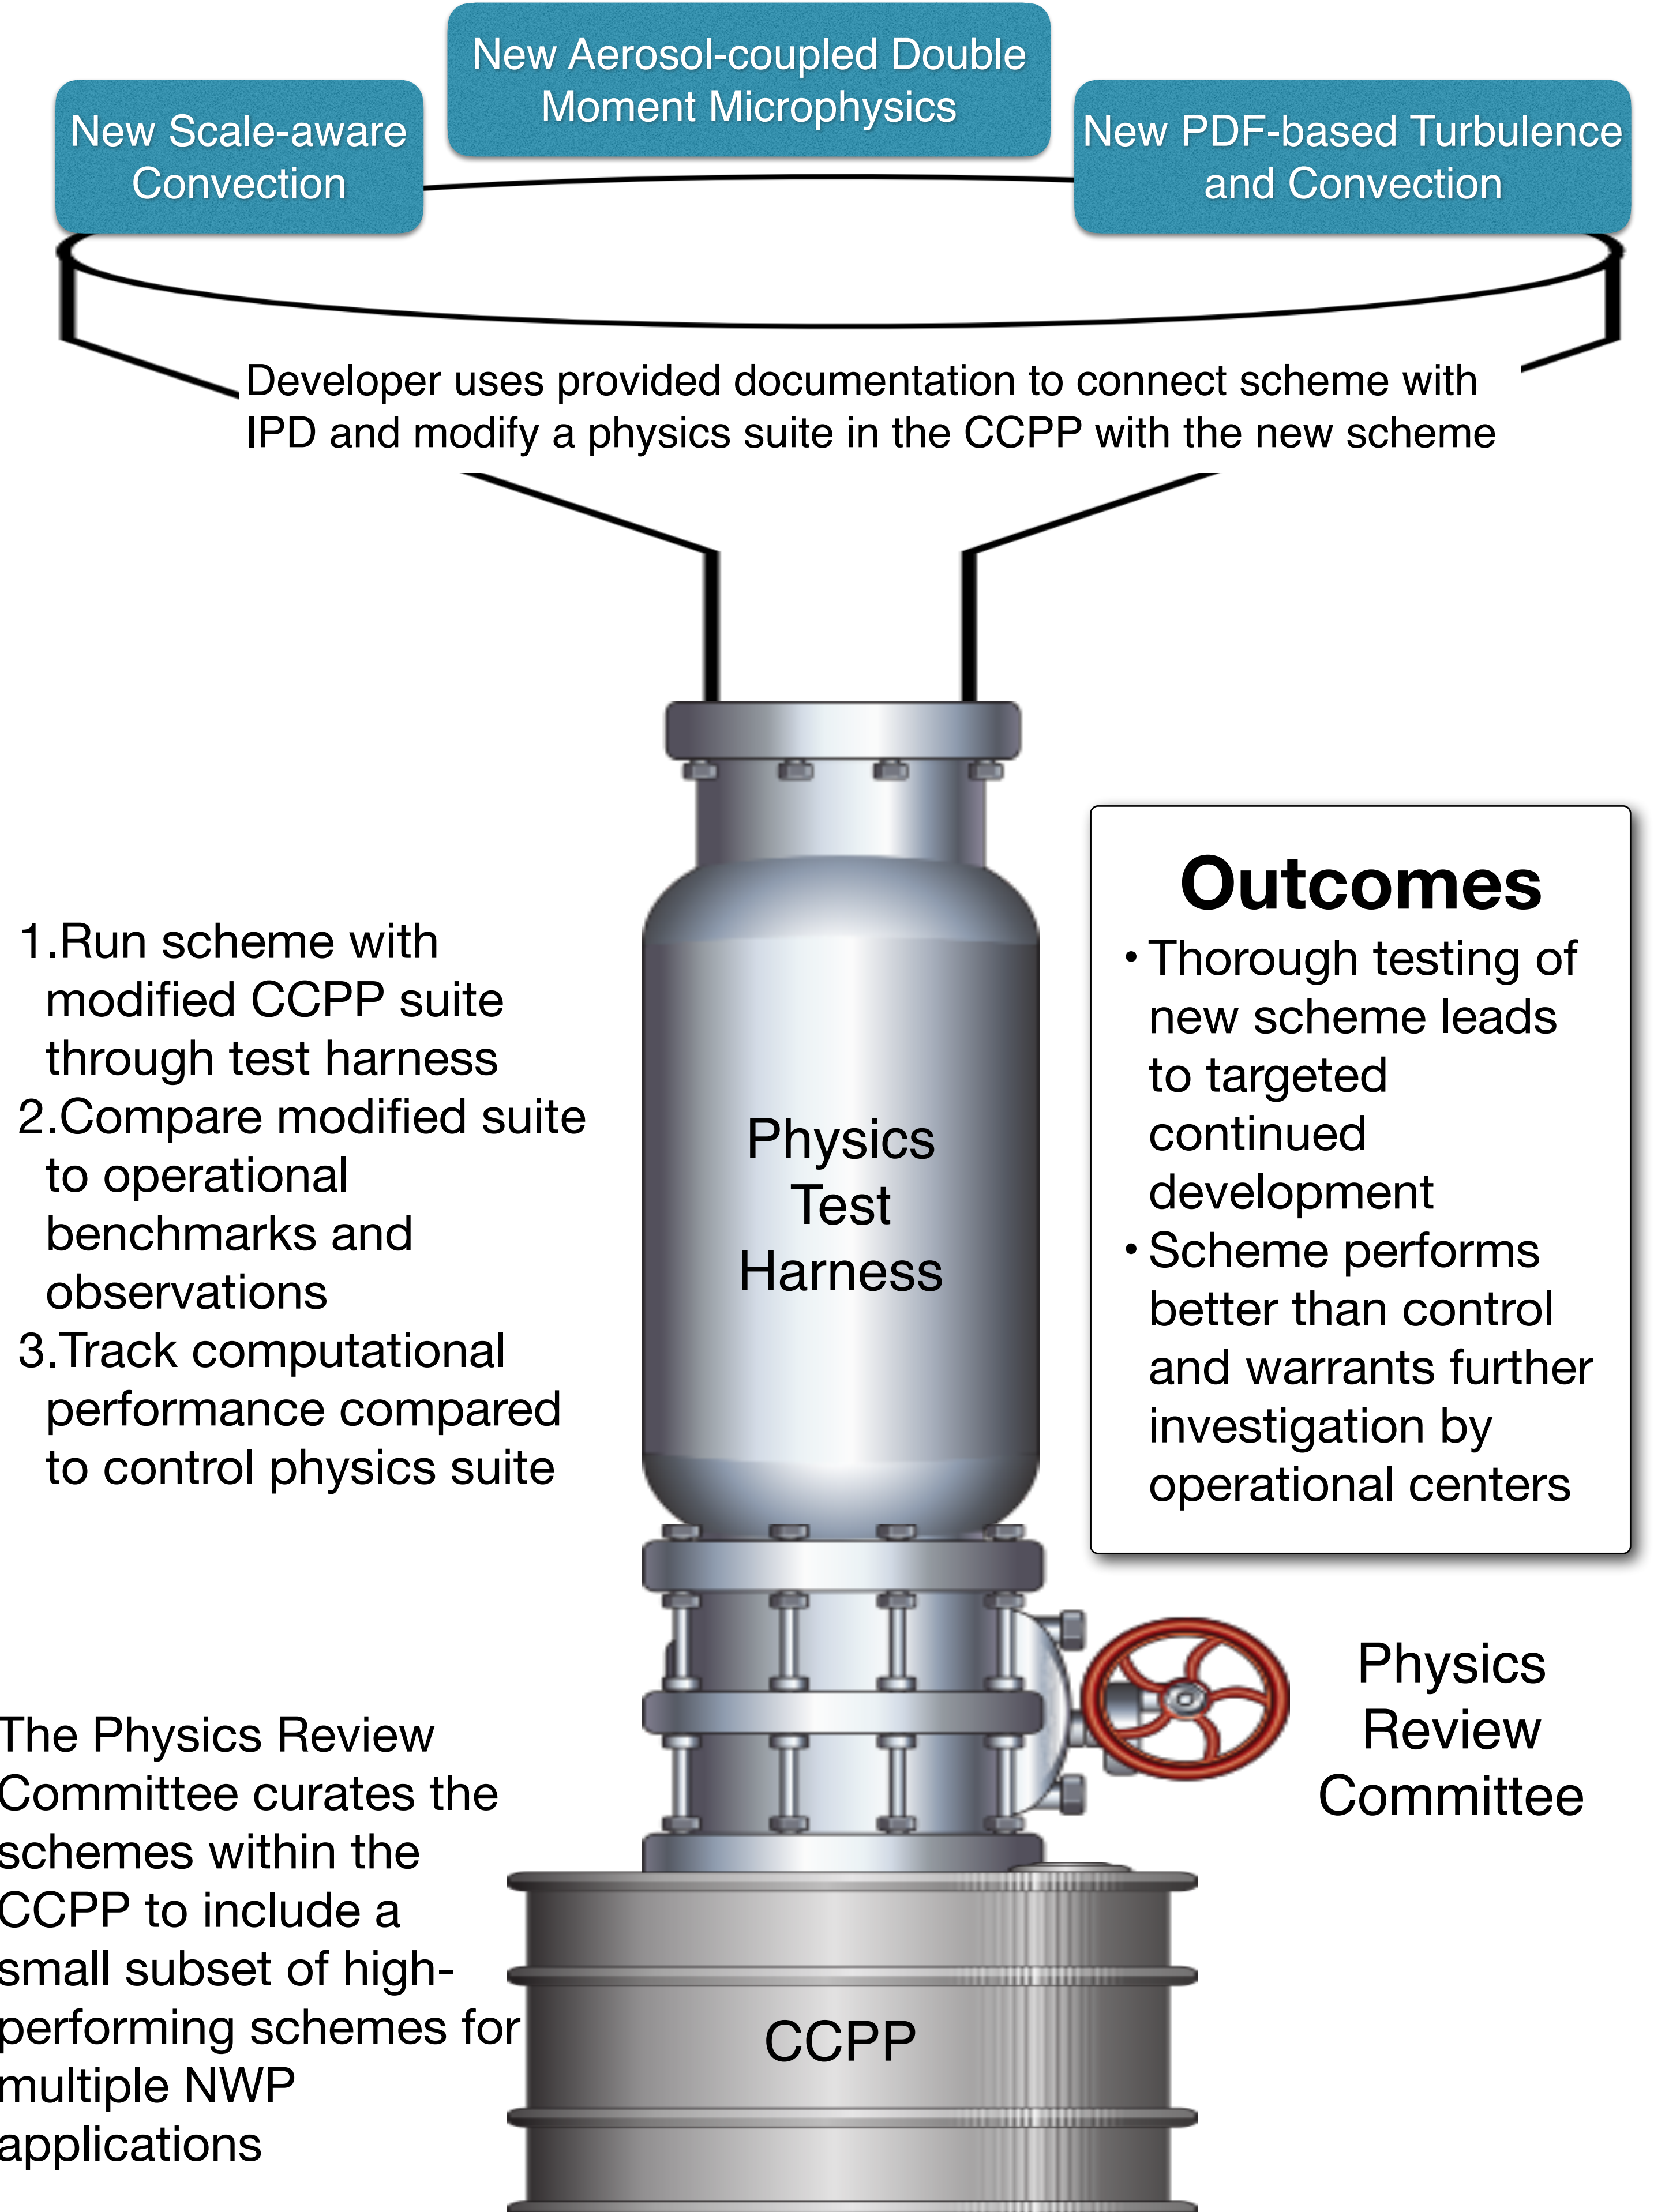 New Aerosol-coupled Double
Moment Microphysics
New Scale-aware
Convection
New PDF-based Turbulence
and Convection
Developer uses provided documentation to connect scheme with
IPD and modify a physics suite in the CCPP with the new scheme
1.Run scheme with
modified CCPP suite
through test harness
2.Compare modified suite
to operational
benchmarks and
observations
3.Track computational
performance compared
to control physics suite
Physics
Test
Harness
Outcomes
• Thorough testing of
new scheme leads
to targeted
continued
development
• Scheme performs
better than control
and warrants further
investigation by
operational centers
Physics
Review
Committee
The Physics Review
Committee curates the
schemes within the
CCPP to include a
small subset of high-
performing schemes for
multiple NWP
applications
CCPP